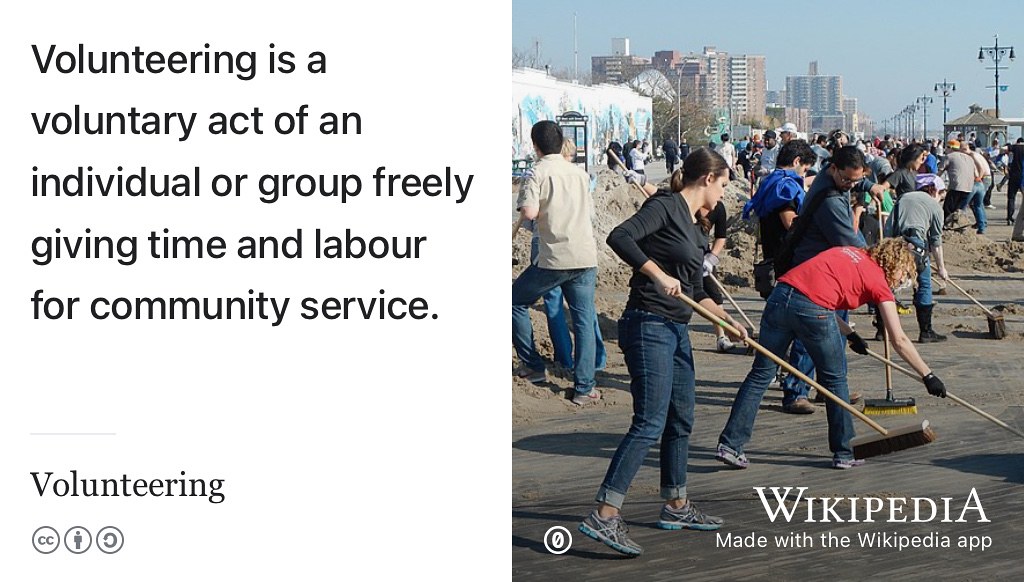 Volunteering is a
voluntary act of an
individual or group freely
giving time and labour
for community service.
Volunteering
cc
WIKIPEDIA
Made with the Wikipedia app